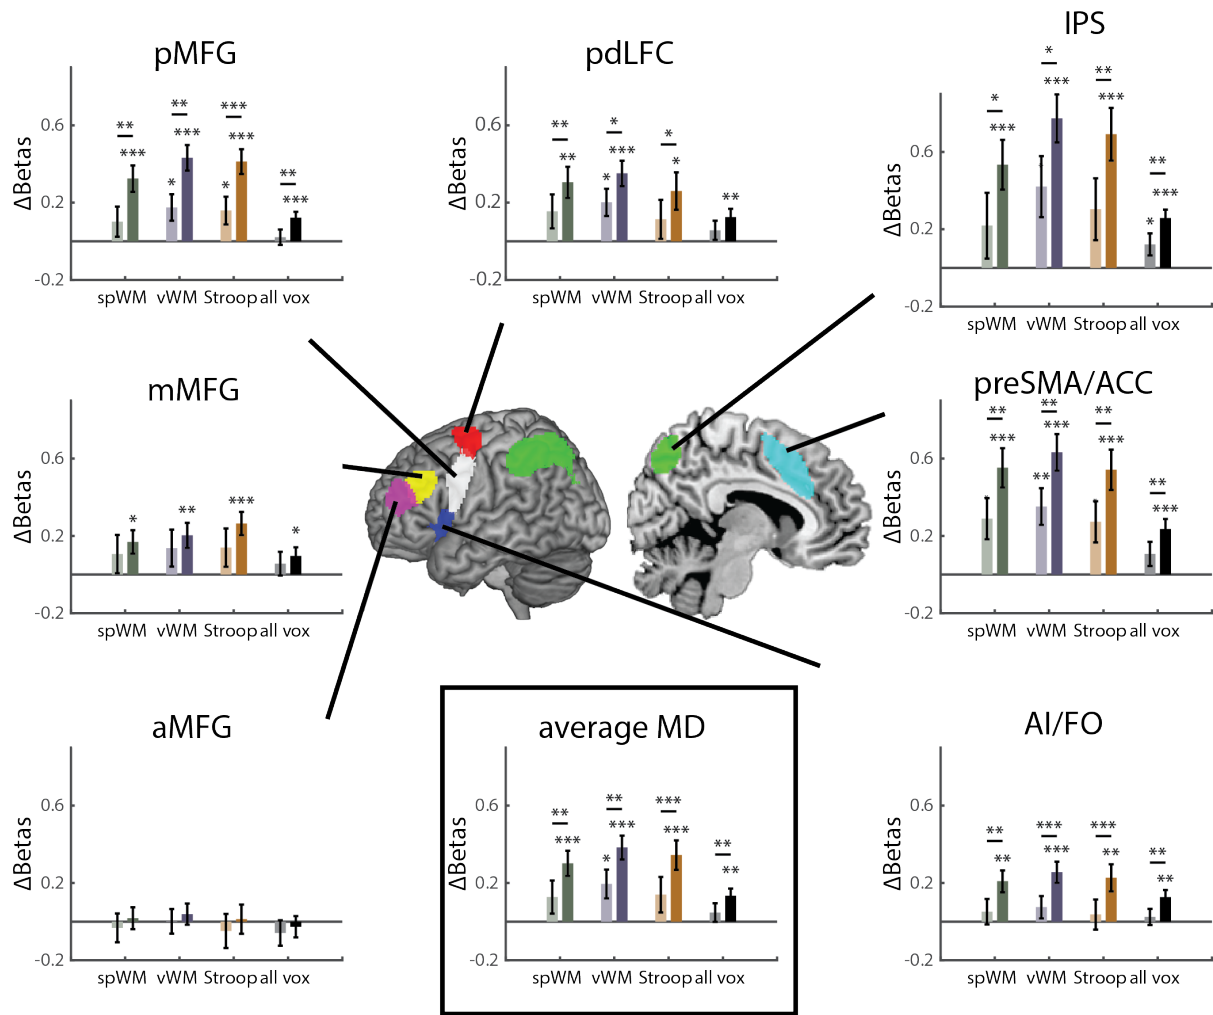 pMFG
ΔBetas
0.6
0.2
-0.2
** ** *** **
*** * *** * *** ***
spWM vWM Stroop all vox
pdLFC
ΔBetas
0.6
0.2
-0.2
** * *
** * *** * **
spWM vWM Stroop all vox
IPS
ΔBetas
0.6
0.2
-0.2
* * ** **
*** *** *** * ***
spWM vWM Stroop all vox
mMFG
ΔBetas
0.6
0.2
-0.2
* ** *** *
spWM vWM Stroop all vox
preSMA/ACC
ΔBetas
0.6
0.2
-0.2
** ** ** **
*** ** *** *** ***
spWM vWM Stroop all vox
aMFG
ΔBetas
0.6
0.2
-0.2
spWM vWM Stroop all vox
average MD
ΔBetas
0.6
0.2
-0.2
** ** *** **
*** * *** *** **
spWM vWM Stroop all vox
AI/FO
ΔBetas
0.6
0.2
-0.2
** *** *** **
** *** ** **
spWM vWM Stroop all vox